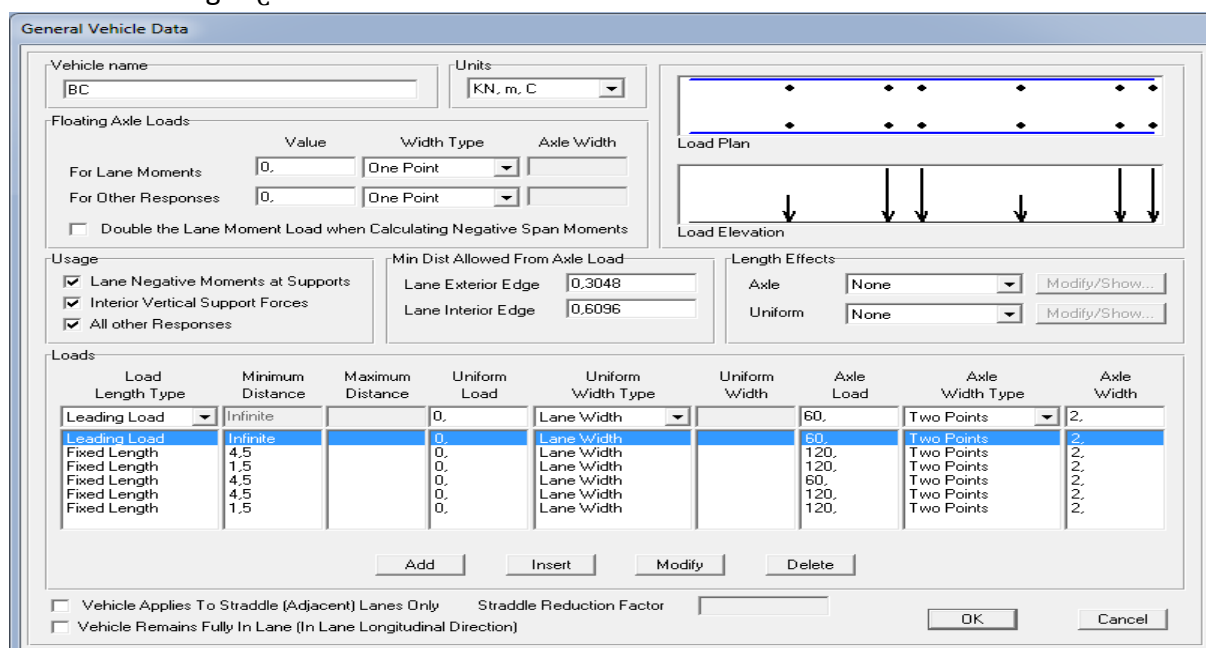 General Vehicle Data
Vehicle name
BC
Units
KN, m, C
Floating Axle Loads
Value Width Type Axle Width
For Lane Moments 0, One Point
For Other Responses 0, One Point
Double the Lane Moment Load when Calculating Negative Span Moments
Load Plan
Load Elevation
Usage
Lane Negative Moments at Supports
Interior Vertical Support Forces
All other Responses
Min Dist Allowed From Axle Load
Lane Exterior Edge 0,3048
Lane Interior Edge 0,6096
Length Effects
Axle None Modify/Show...
Uniform None Modify/Show...
Loads
Load Minimum Maximum Uniform Uniform Uniform Axle Axle Axle
Length Type Distance Distance Load Width Type Width Load Width Type Width
Leading Load Infinite 0, Lane Width 60, Two Points 2,
Leading Load Infinite 0, Lane Width 60, Two Points 2,
Fixed Length 4,5 0, Lane Width 120, Two Points 2,
Fixed Length 1,5 0, Lane Width 120, Two Points 2,
Fixed Length 4,5 0, Lane Width 60, Two Points 2,
Fixed Length 4,5 0, Lane Width 120, Two Points 2,
Fixed Length 1,5 0, Lane Width 120, Two Points 2,
Add Insert Modify Delete
Vehicle Applies To Straddle (Adjacent) Lanes Only Straddle Reduction Factor
Vehicle Remains Fully In Lane (In Lane Longitudinal Direction)
OK Cancel